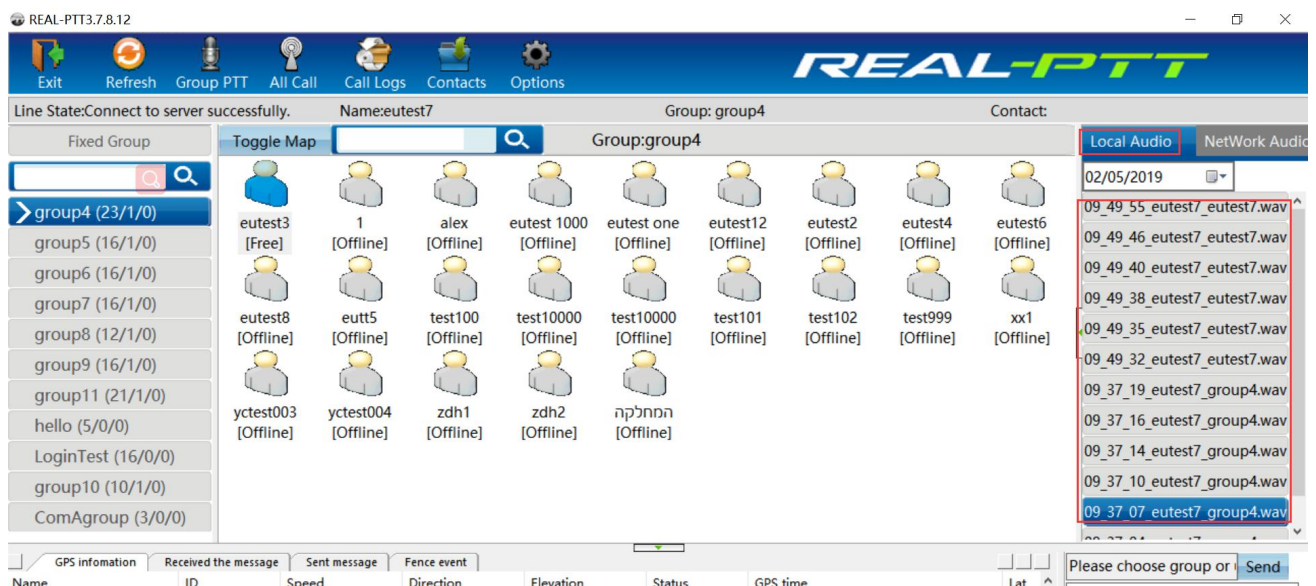 REAL-PTT3.7.8.12
Exit Refresh Group PTT All Call Call Logs Contacts Options REAL-PTT
Line State:Connect to server successfully. Name:eutest7 Group: group4 Contact:
Fixed Group Toggle Map Group:group4 Local Audio NetWork Audio
02/05/2019
group4 (23/1/0)
group5 (16/1/0)
group6 (16/1/0)
group7 (16/1/0)
group8 (12/1/0)
group9 (16/1/0)
group11 (21/1/0)
hello (5/0/0)
LoginTest (16/0/0)
group10 (10/1/0)
ComAgroup (3/0/0)
eutest3 1 alex eutest 1000 eutest one eutest12 eutest2 eutest4 eutest6
[Free] [Offline] [Offline] [Offline] [Offline] [Offline] [Offline] [Offline] [Offline]
eutest8 eutt5 test100 test10000 test10000 test101 test102 test999 xx1
[Offline] [Offline] [Offline] [Offline] [Offline] [Offline] [Offline] [Offline] [Offline]
yctest003 yctest004 zdh1 zdh2 המחלקה
[Offline] [Offline] [Offline] [Offline] [Offline]
09_49_55_eutest7_eutest7.wav
09_49_46_eutest7_eutest7.wav
09_49_40_eutest7_eutest7.wav
09_49_38_eutest7_eutest7.wav
09_49_35_eutest7_eutest7.wav
09_49_32_eutest7_eutest7.wav
09_37_19_eutest7_group4.wav
09_37_16_eutest7_group4.wav
09_37_14_eutest7_group4.wav
09_37_10_eutest7_group4.wav
09_37_07_eutest7_group4.wav
GPS infomation Received the message Sent message Fence event
Name ID Speed Direction Elevation Status GPS time Lat
Please choose group or Send